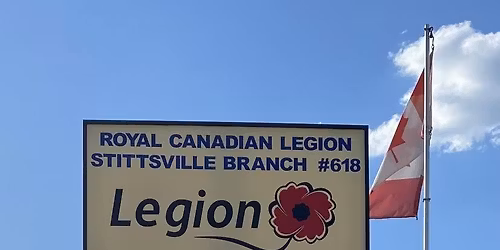 ROYAL CANADIAN LEGION
STITTSVILLE BRANCH #618
Legion